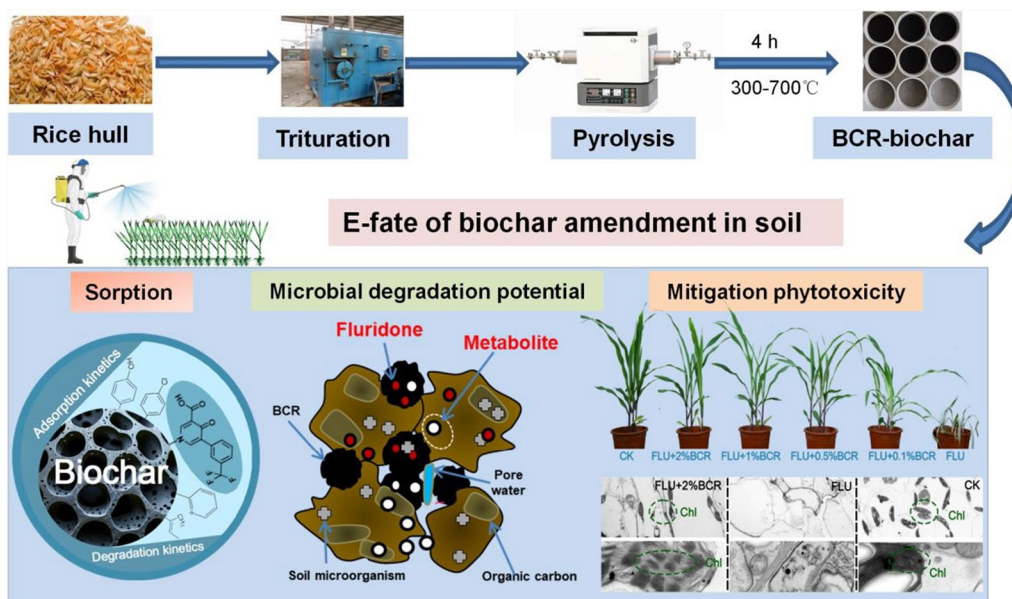 4 h
300-700℃
Rice hull
Trituration
Pyrolysis
BCR-biochar
E-fate of biochar amendment in soil
Sorption
Microbial degradation potential
Mitigation phytotoxicity
Adsorption kinetics
Biochar
Degradation kinetics
Fluridone
Metabolite
BCR
Pore
water
Soil microorganism
Organic carbon
CK
FLU+2%BCR
FLU+1%BCR
FLU+0.5%BCR
FLU+0.1%BCR
FLU
FLU+2%BCR
FLU
CK
Chl
Chl
Chl
Chl